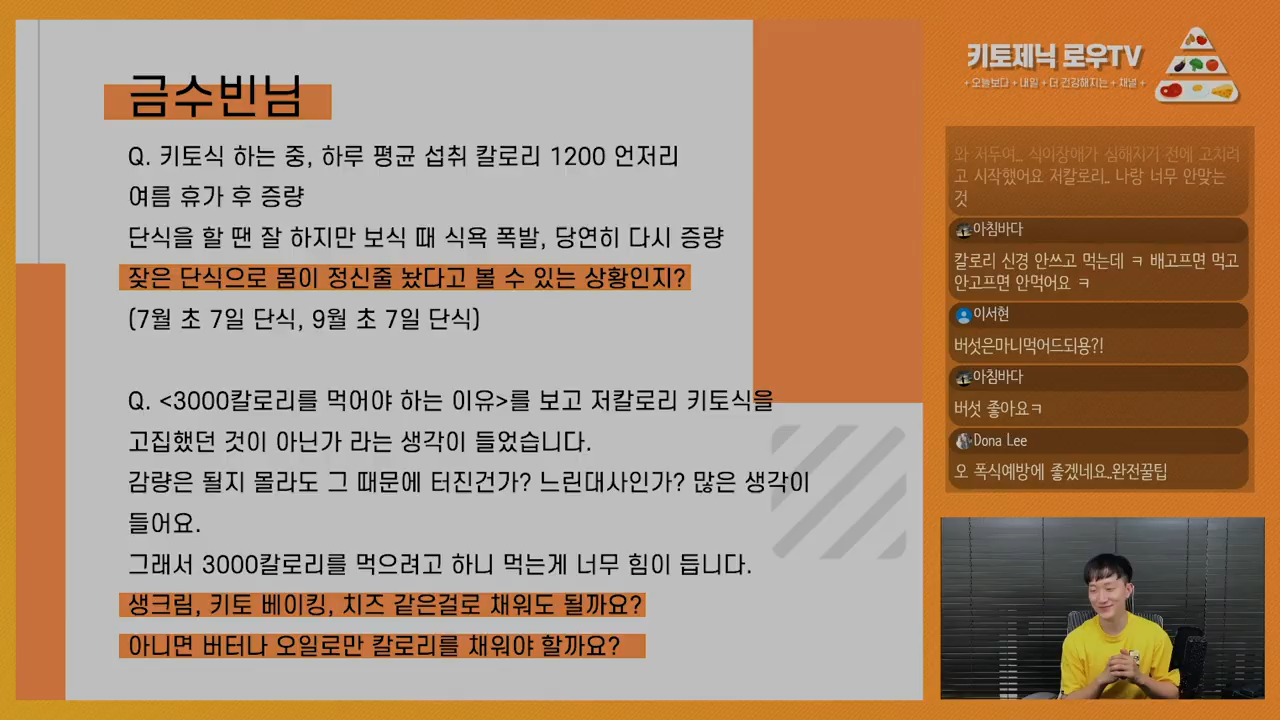 금수빈님
Q. 키토식 하는 중, 하루 평균 섭취 칼로리 1200 언저리
여름 휴가 후 증량
단식을 할 땐 잘 하지만 보식 때 식욕 폭발, 당연히 다시 증량
잦은 단식으로 몸이 정신줄 놨다고 볼 수 있는 상황인지?
(7월 초 7일 단식, 9월 초 7일 단식)
Q. <3000칼로리를 먹어야 하는 이유>를 보고 저칼로리 키토식을
고집했던 것이 아닌가 라는 생각이 들었습니다.
감량은 될지 몰라도 그 때문에 터진건가? 느린대사인가? 많은 생각이
들어요.
그래서 3000칼로리를 먹으려고 하니 먹는게 너무 힘이 듭니다.
생크림, 키토 베이킹, 치즈 같은걸로 채워도 될까요?
아니면 버터나 오일로만 칼로리를 채워야 할까요?
키토제닉 로우TV
+ 오늘보다 + 내일 + 더 건강해지는 + 채널 +
와 저두여.. 식이장애가 심해지기 전에 고치려
고 시작했어요 저칼로리.. 나랑 너무 안맞는
것
아침바다
칼로리 신경 안쓰고 먹는데 ㅋ 배고프면 먹고
안고프면 안먹어요 ㅋ
이서현
버섯은마니먹어드되용?!
아침바다
버섯 좋아요ㅋ
Dona Lee
오 폭식예방에 좋겠네요..완전꿀팁